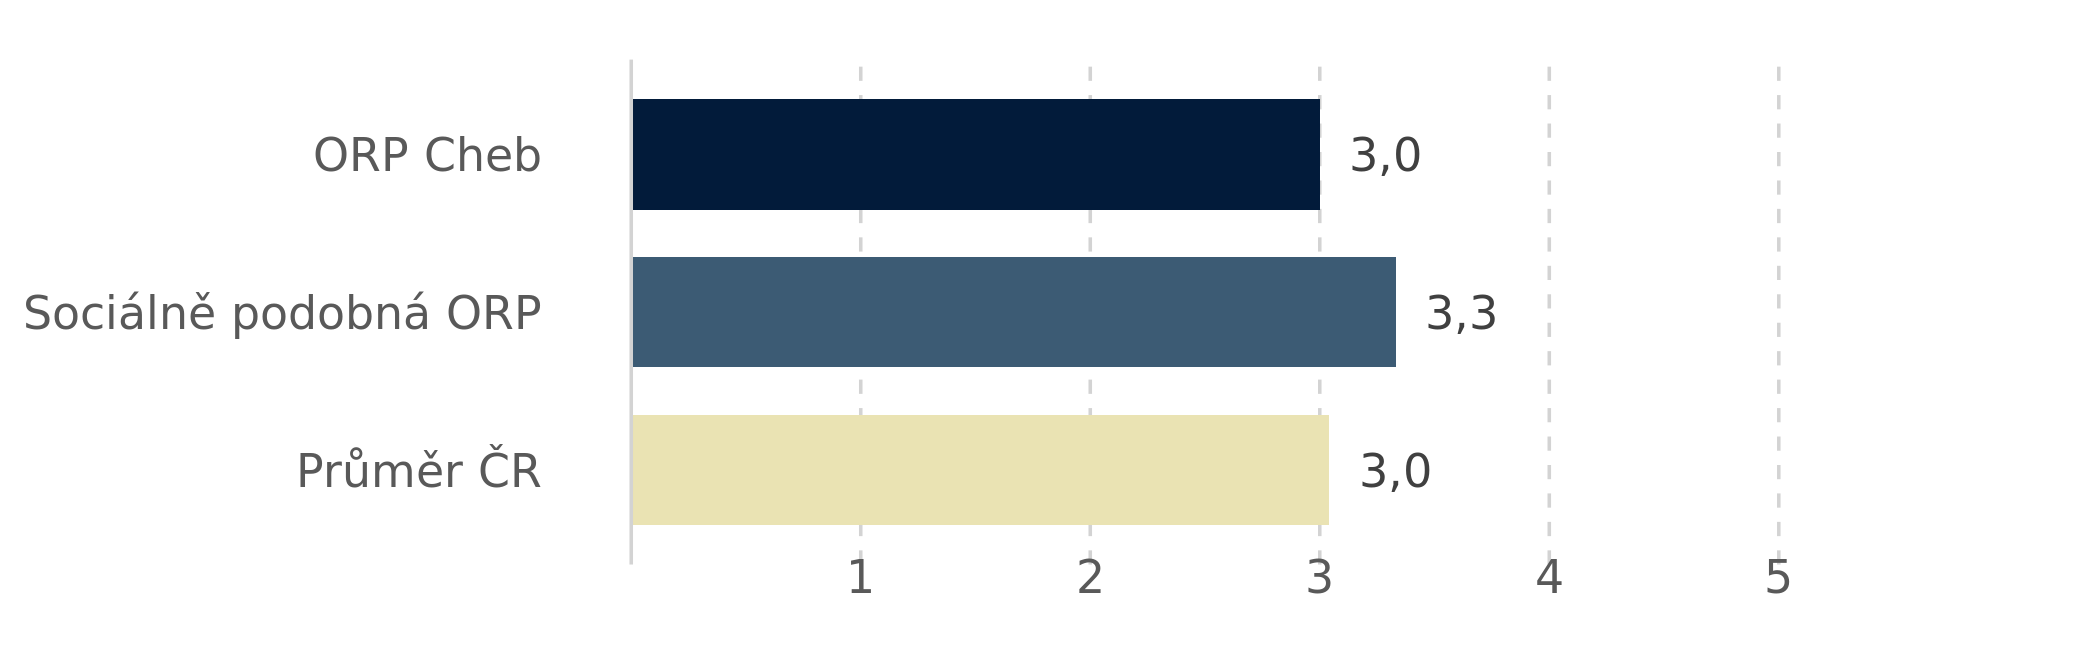 ORP Cheb 3,0
Sociálně podobná ORP 3,3
Průměr ČR 3,0
1 2 3 4 5